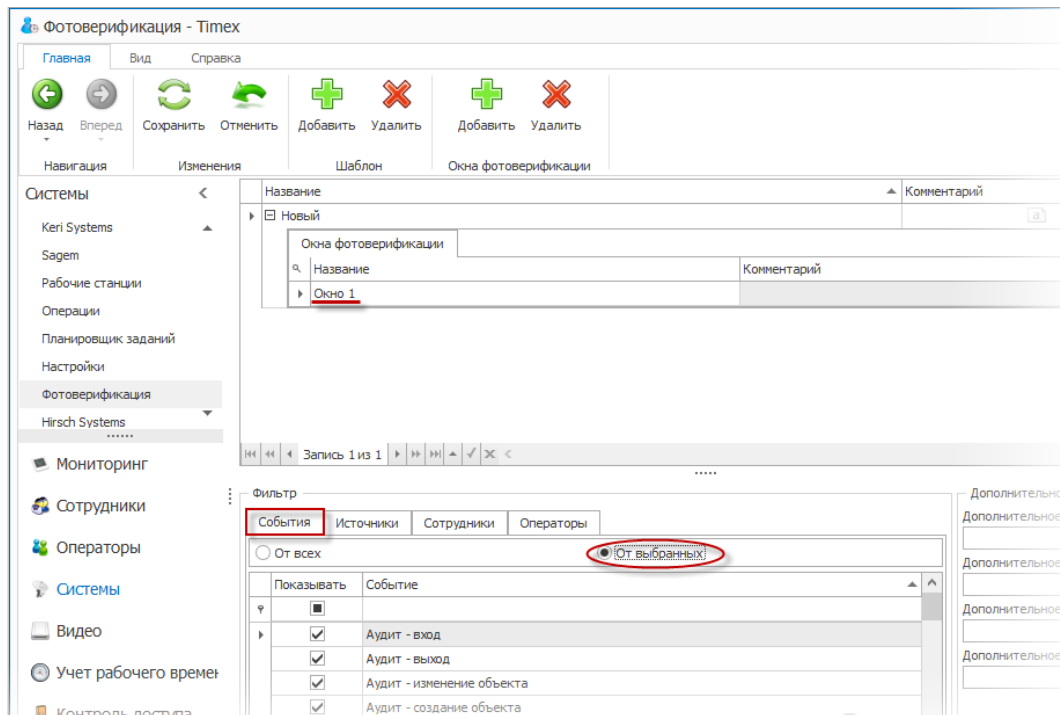 Фотоверификация - Timex
Главная Вид Справка
Назад Вперед Сохранить Отменить Добавить Удалить Добавить Удалить
Навигация Изменения Шаблон Окна фотоверификации
Системы
Keri Systems
Sagem
Рабочие станции
Операции
Планировщик заданий
Настройки
Фотоверификация
Hirsch Systems
Мониторинг
Сотрудники
Операторы
Системы
Видео
Учет рабочего времен
Контроль доступа
Название Комментарий
Новый
Окна фотоверификации
Название Комментарий
Окно 1
Запись 1 из 1
Фильтр
События Источники Сотрудники Операторы
От всех От выбранных
Показывать Событие
Аудит - вход
Аудит - выход
Аудит - изменение объекта
Аудит - создание объекта
Дополнительно
Дополнительное
Дополнительное
Дополнительное
Дополнительное